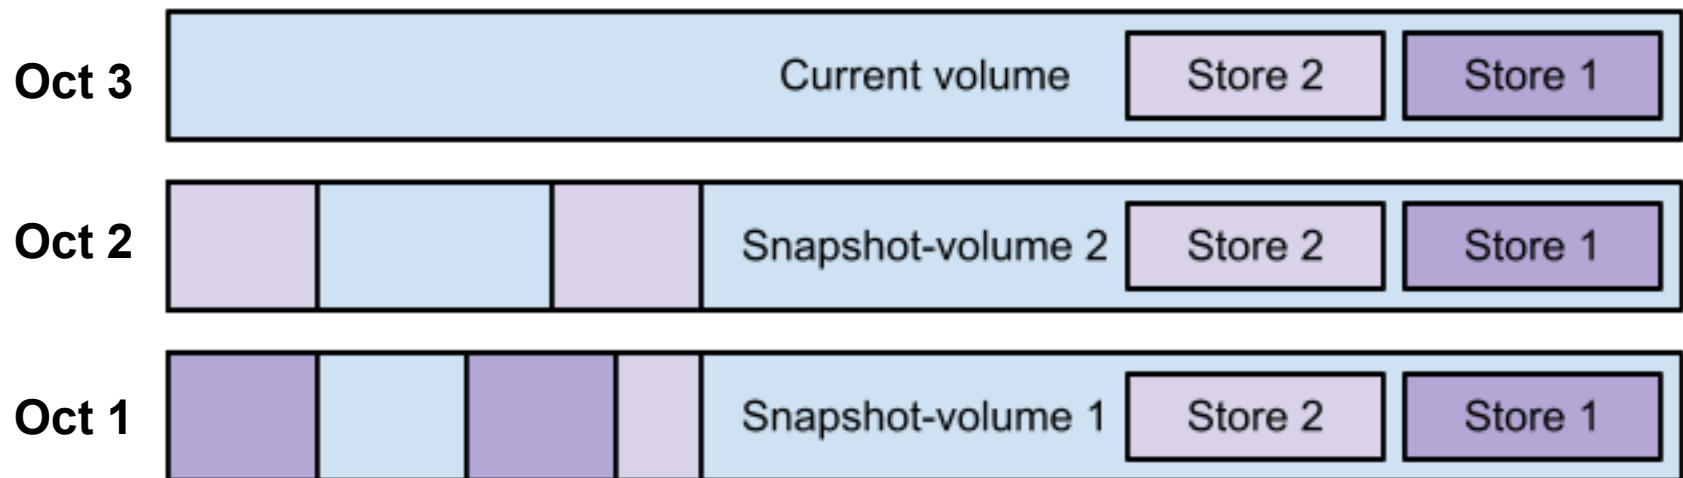 Oct 3 Current volume Store 2 Store 1
Oct 2 Snapshot-volume 2 Store 2 Store 1
Oct 1 Snapshot-volume 1 Store 2 Store 1